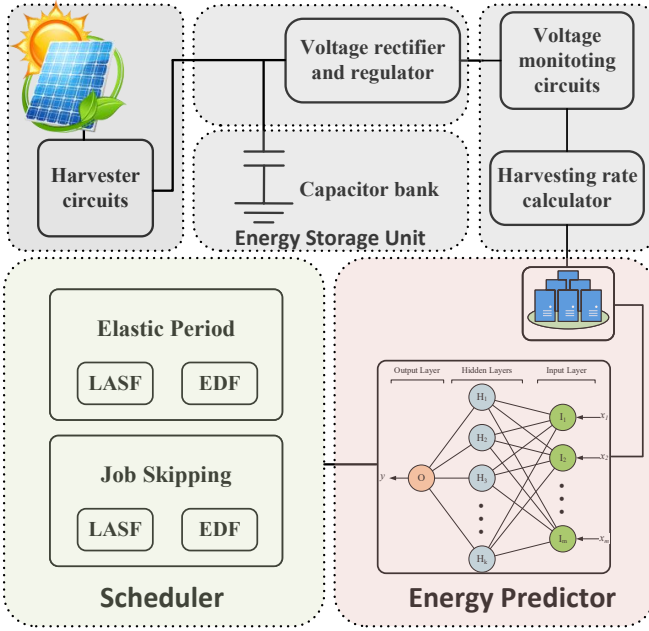 Voltage rectifier
and regulator
Voltage
monitoting
circuits
Harvester
circuits
Capacitor bank
Energy Storage Unit
Harvesting rate
calculator
Elastic Period
LASF
EDF
Job Skipping
LASF
EDF
Scheduler
Output Layer
Hidden Layers
Input Layer
H1
H2
H3
Hk
I1
I2
Im
x1
x2
xm
O
y
Energy Predictor